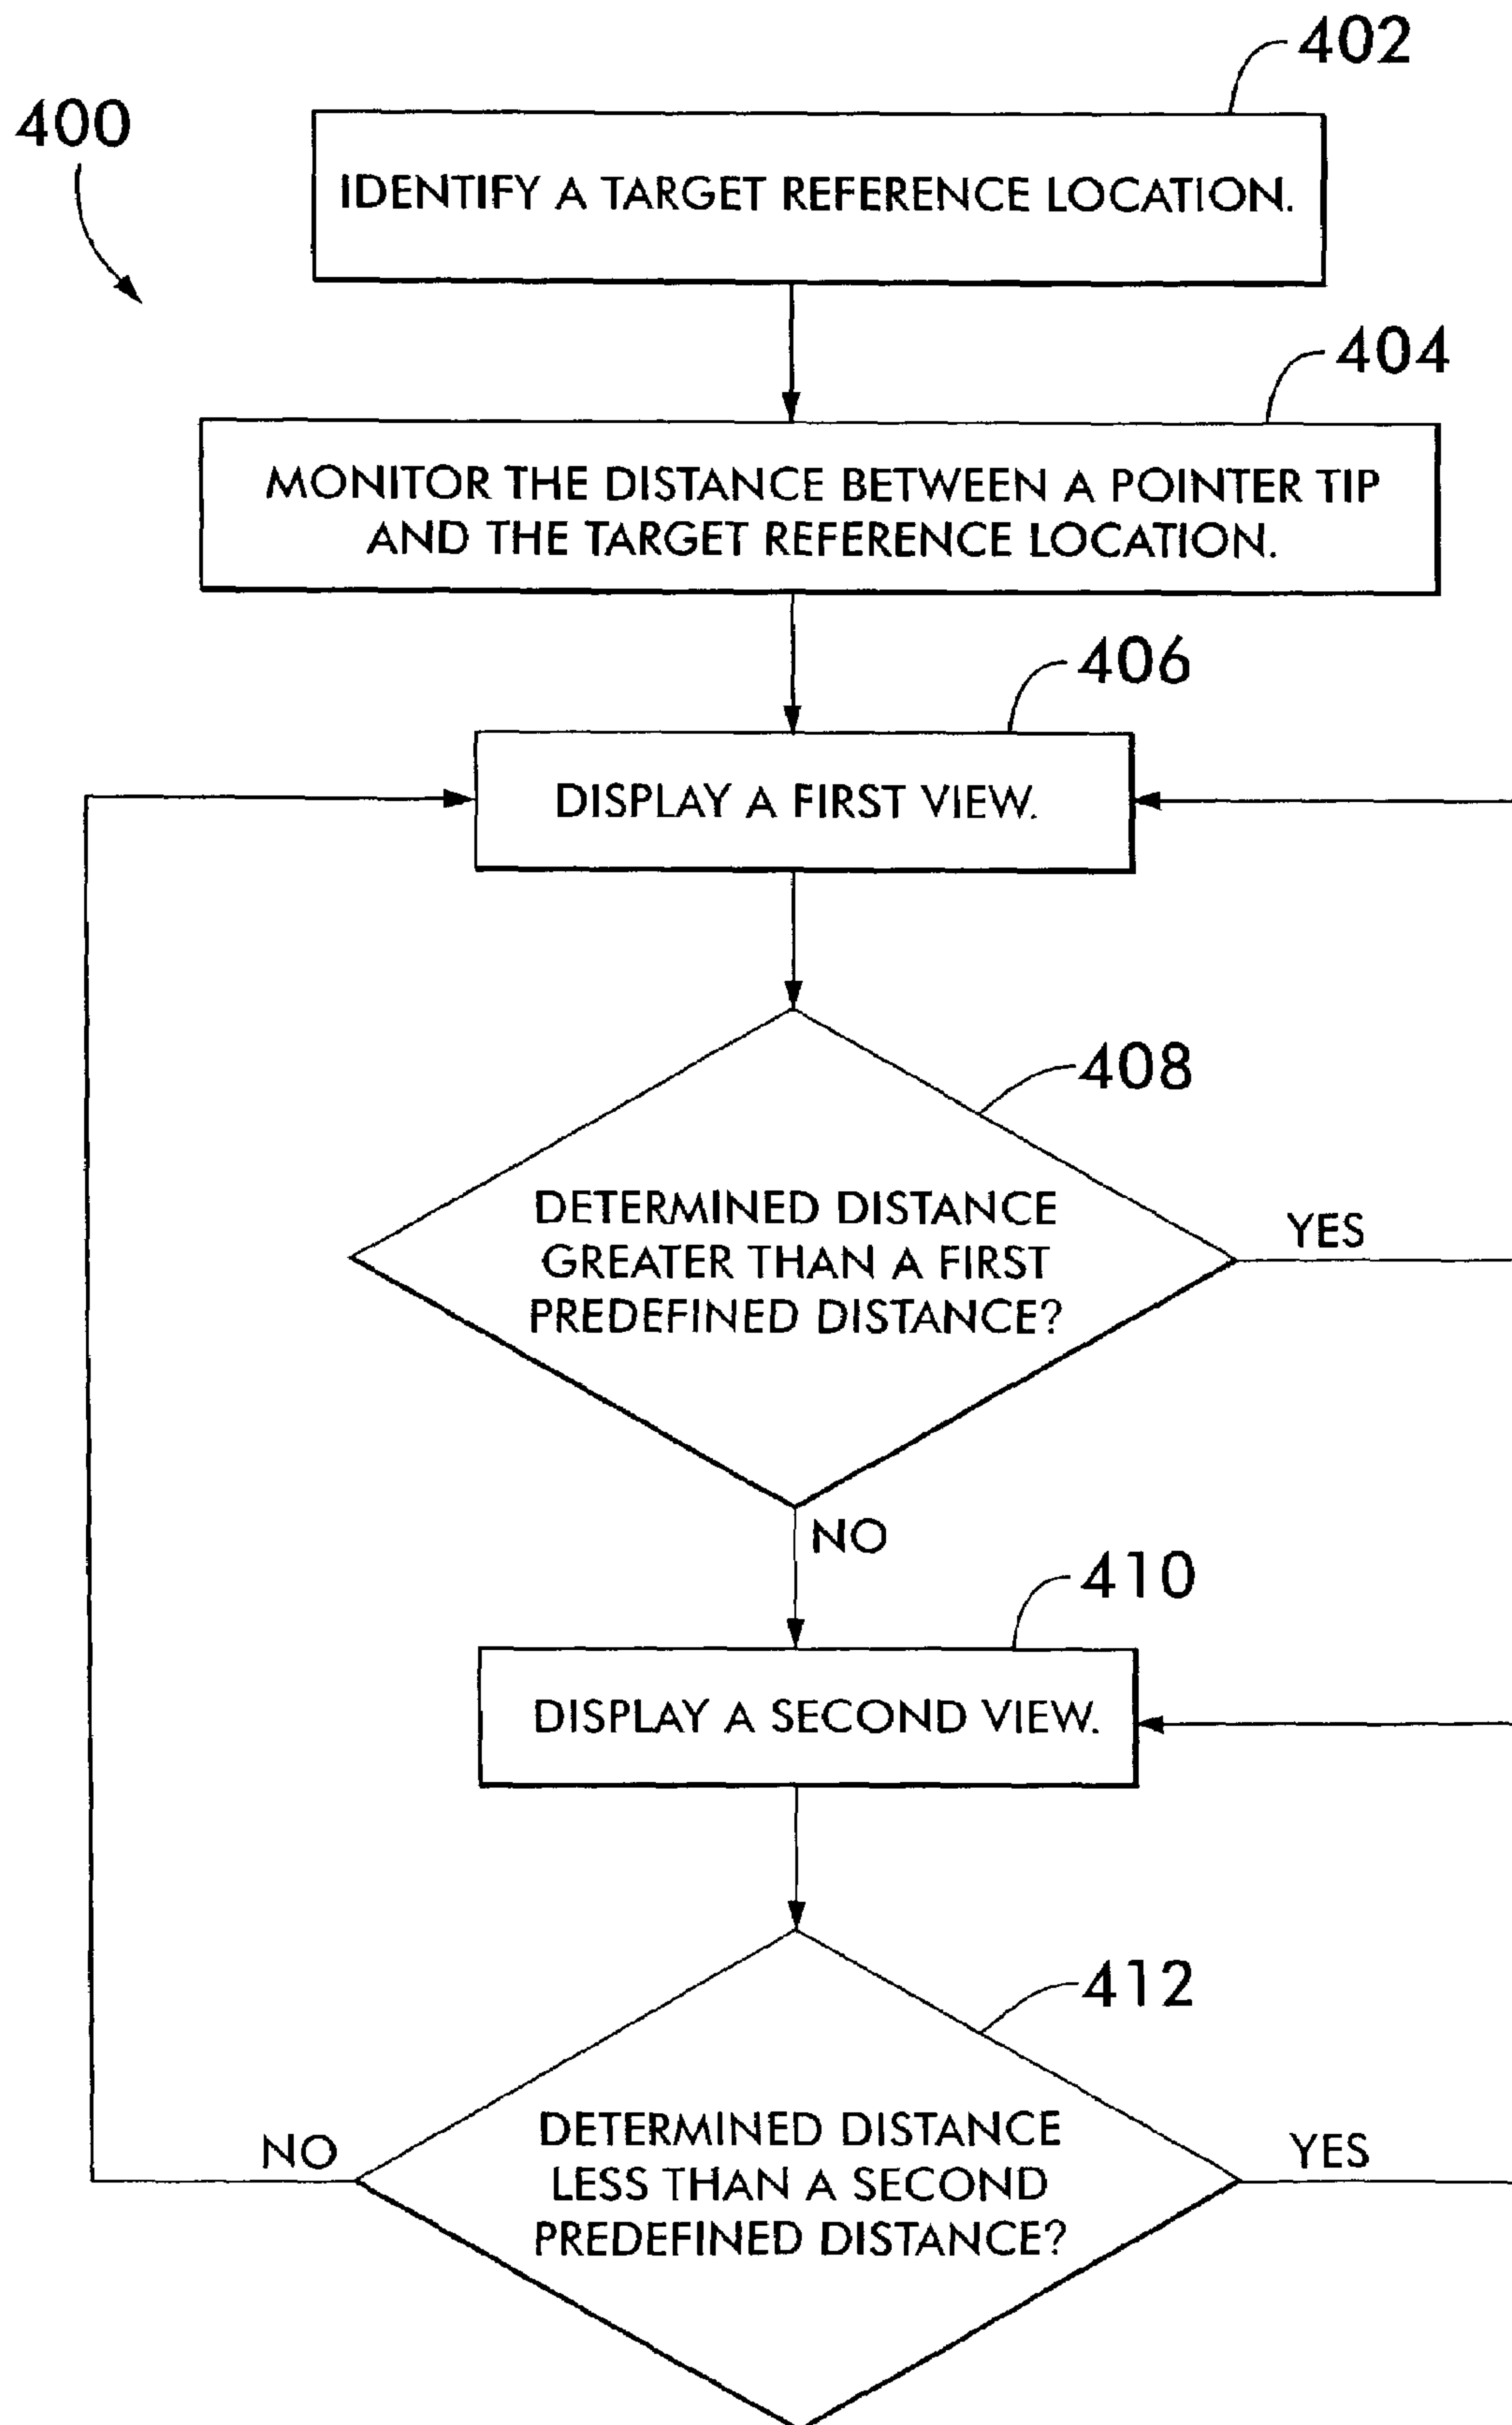 402
400
IDENTIFY A TARGET REFERENCE LOCATION.
404
MONITOR THE DISTANCE BETWEEN A POINTER TIP
AND THE TARGET REFERENCE LOCATION.
406
DISPLAY A FIRST VIEW.
408
DETERMINED DISTANCE
GREATER THAN A FIRST
PREDEFINED DISTANCE?
YES
NO
410
DISPLAY A SECOND VIEW.
412
DETERMINED DISTANCE
LESS THAN A SECOND
PREDEFINED DISTANCE?
NO
YES